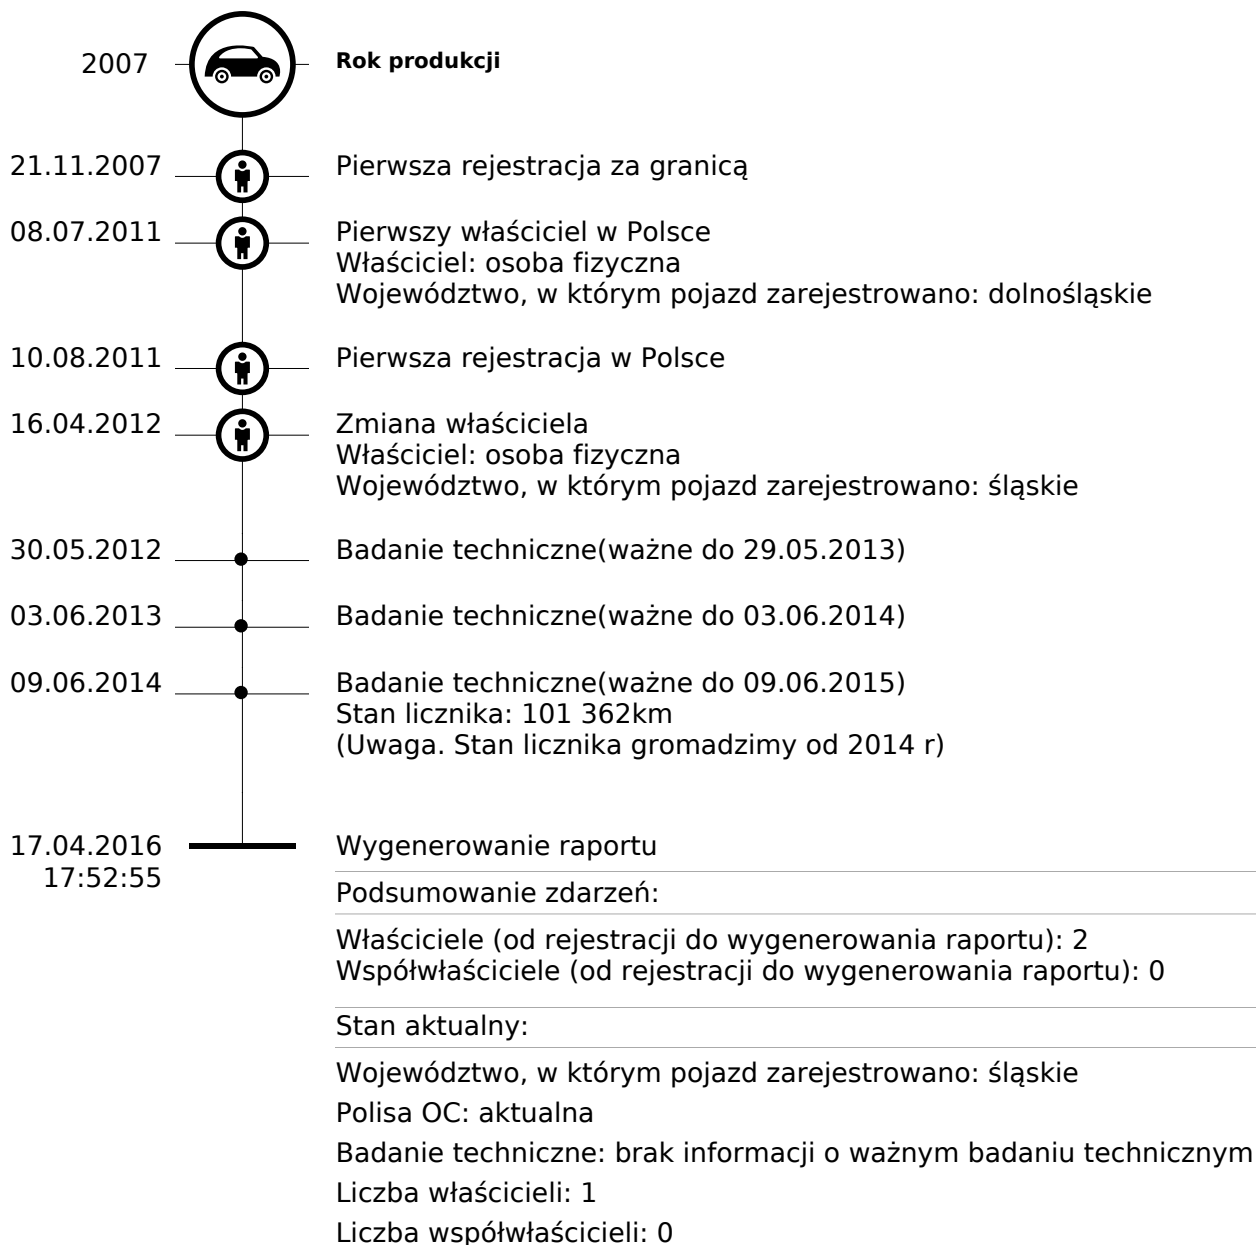 2007 Rok produkcji
21.11.2007 Pierwsza rejestracja za granicą
08.07.2011 Pierwszy właściciel w Polsce
Właściciel: osoba fizyczna
Województwo, w którym pojazd zarejestrowano: dolnośląskie
10.08.2011 Pierwsza rejestracja w Polsce
16.04.2012 Zmiana właściciela
Właściciel: osoba fizyczna
Województwo, w którym pojazd zarejestrowano: śląskie
30.05.2012 Badanie techniczne(ważne do 29.05.2013)
03.06.2013 Badanie techniczne(ważne do 03.06.2014)
09.06.2014 Badanie techniczne(ważne do 09.06.2015)
Stan licznika: 101 362km
(Uwaga. Stan licznika gromadzimy od 2014 r)
17.04.2016 Wygenerowanie raportu
17:52:55
Podsumowanie zdarzeń:
Właściciele (od rejestracji do wygenerowania raportu): 2
Współwłaściciele (od rejestracji do wygenerowania raportu): 0
Stan aktualny:
Województwo, w którym pojazd zarejestrowano: śląskie
Polisa OC: aktualna
Badanie techniczne: brak informacji o ważnym badaniu technicznym
Liczba właścicieli: 1
Liczba współwłaścicieli: 0